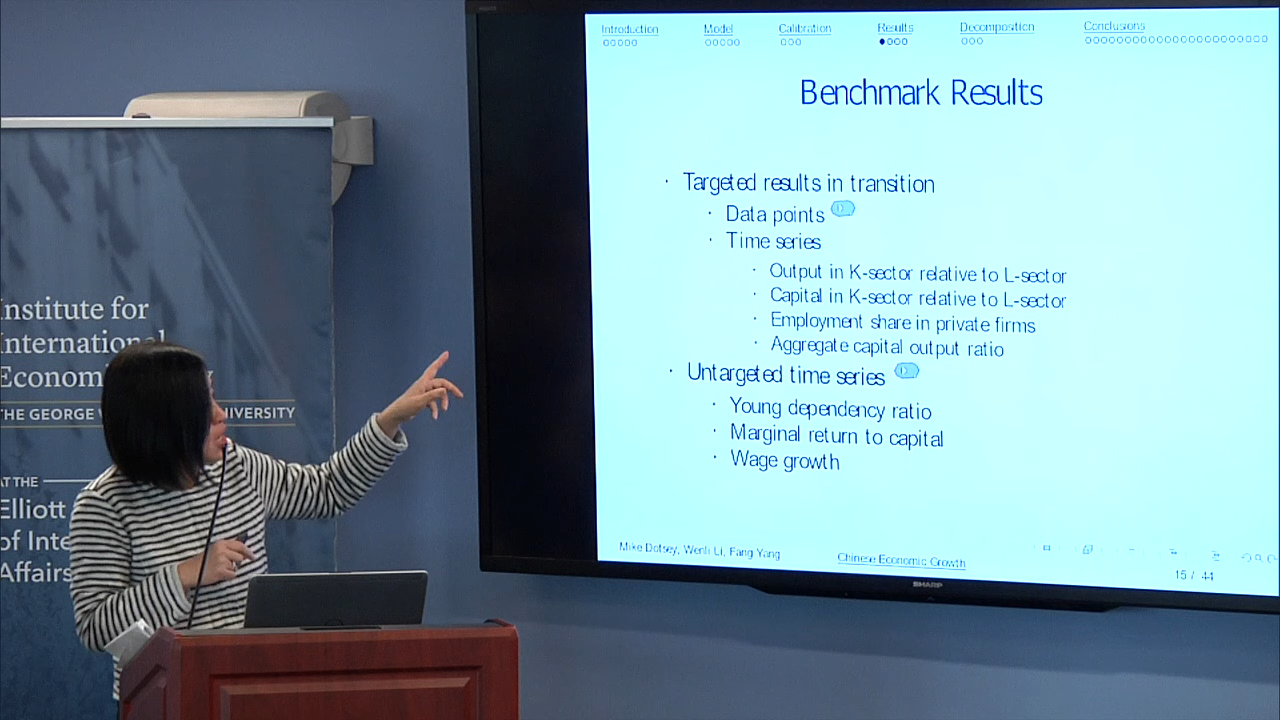 Introduction
Model
Calibration
Results
Decomposition
Conclusions
Benchmark Results
· Targeted results in transition
· Data points
· Time series
· Output in K-sector relative to L-sector
· Capital in K-sector relative to L-sector
· Employment share in private firms
· Aggregate capital output ratio
· Untargeted time series
· Young dependency ratio
· Marginal return to capital
· Wage growth
Mike Dotsey, Wenli Li, Fang Yang
Chinese Economic Growth
15 / 44
SHARP
Institute for
International
Econom
THE GEORGE W VERSITY
AT THE
Elliott
of Inte
Affairs